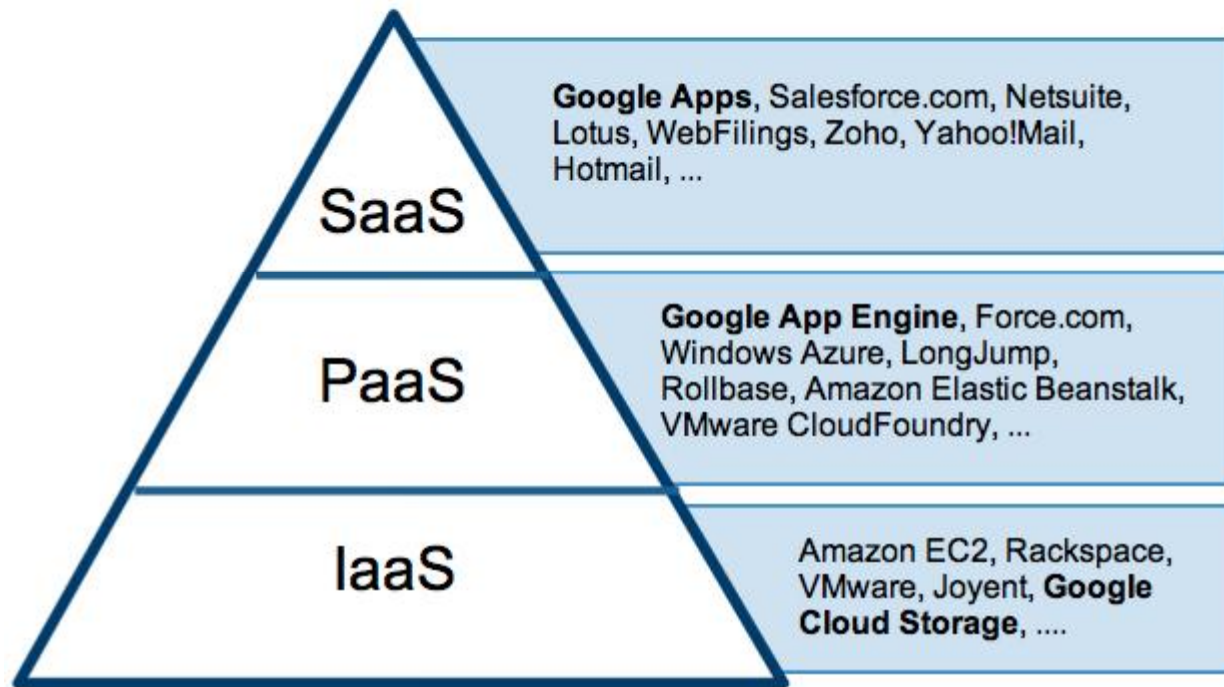 Google Apps, Salesforce.com, Netsuite,
Lotus, WebFilings, Zoho, Yahoo!Mail,
Hotmail, ...
SaaS
Google App Engine, Force.com,
Windows Azure, LongJump,
Rollbase, Amazon Elastic Beanstalk,
VMware CloudFoundry, ...
PaaS
Amazon EC2, Rackspace,
VMware, Joyent, Google
Cloud Storage, ....
IaaS